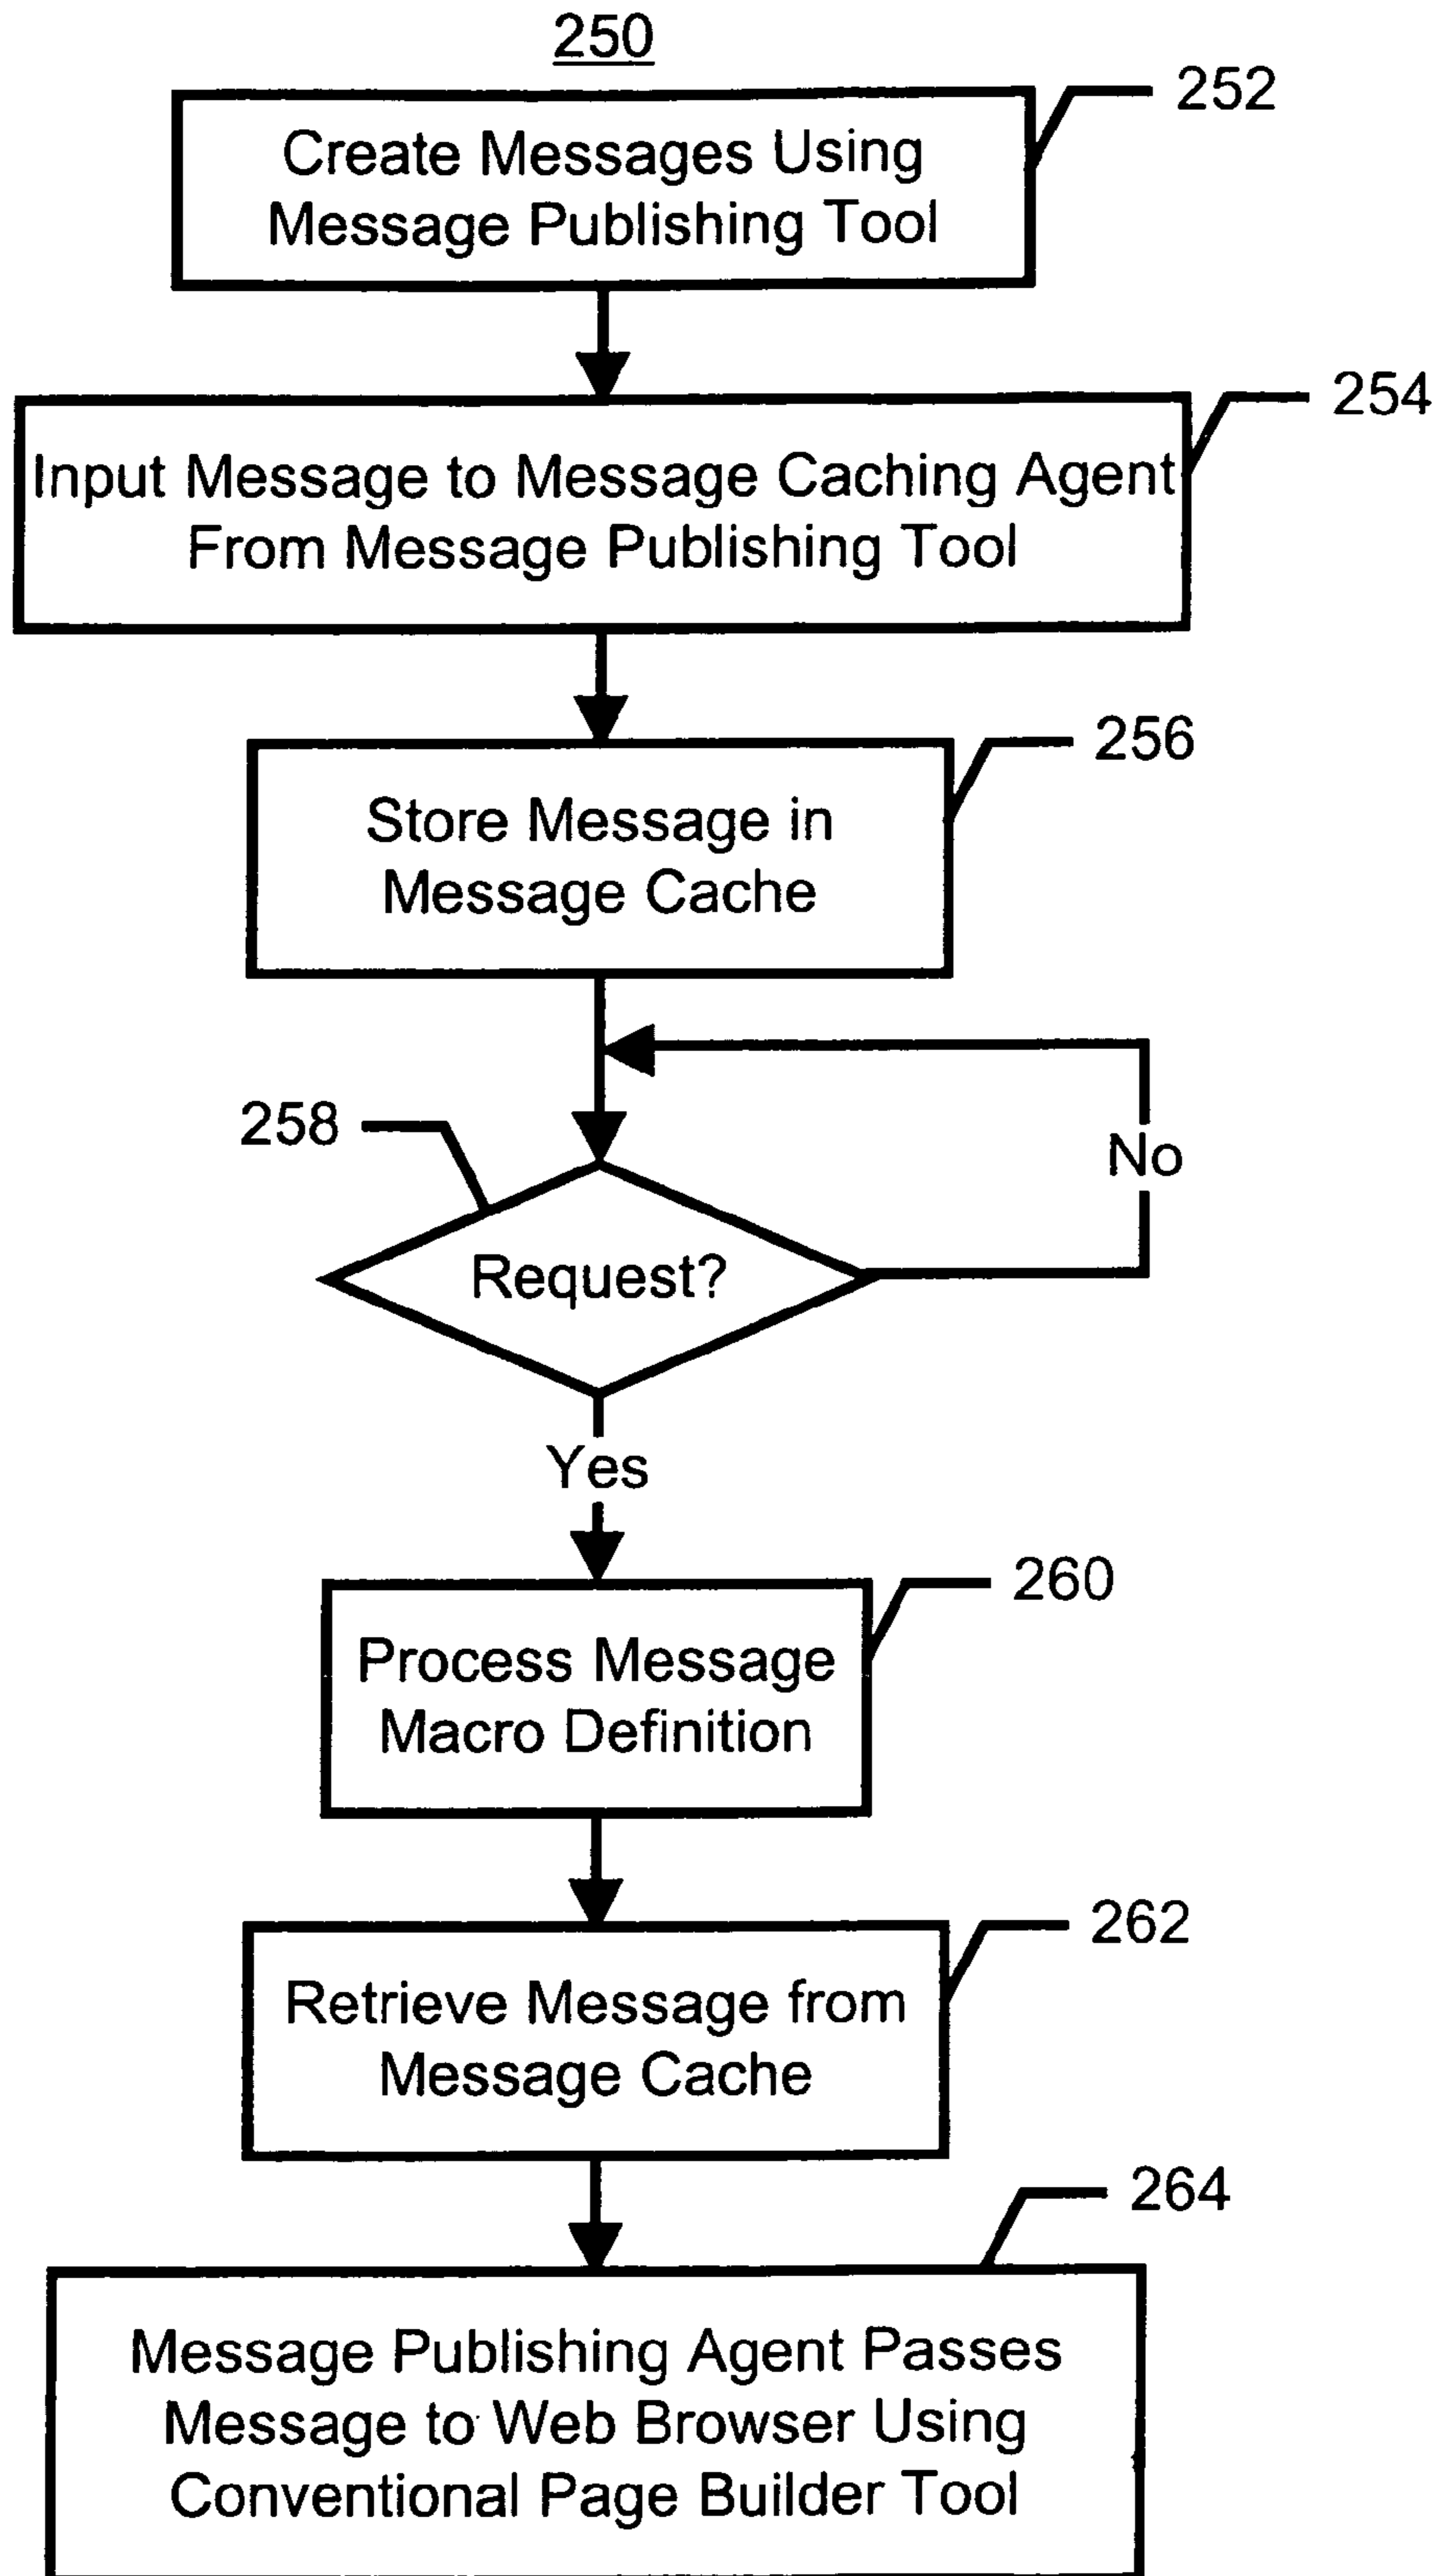 250
252
Create Messages Using
Message Publishing Tool
254
Input Message to Message Caching Agent
From Message Publishing Tool
256
Store Message in
Message Cache
258
No
Request?
Yes
260
Process Message
Macro Definition
262
Retrieve Message from
Message Cache
264
Message Publishing Agent Passes
Message to Web Browser Using
Conventional Page Builder Tool